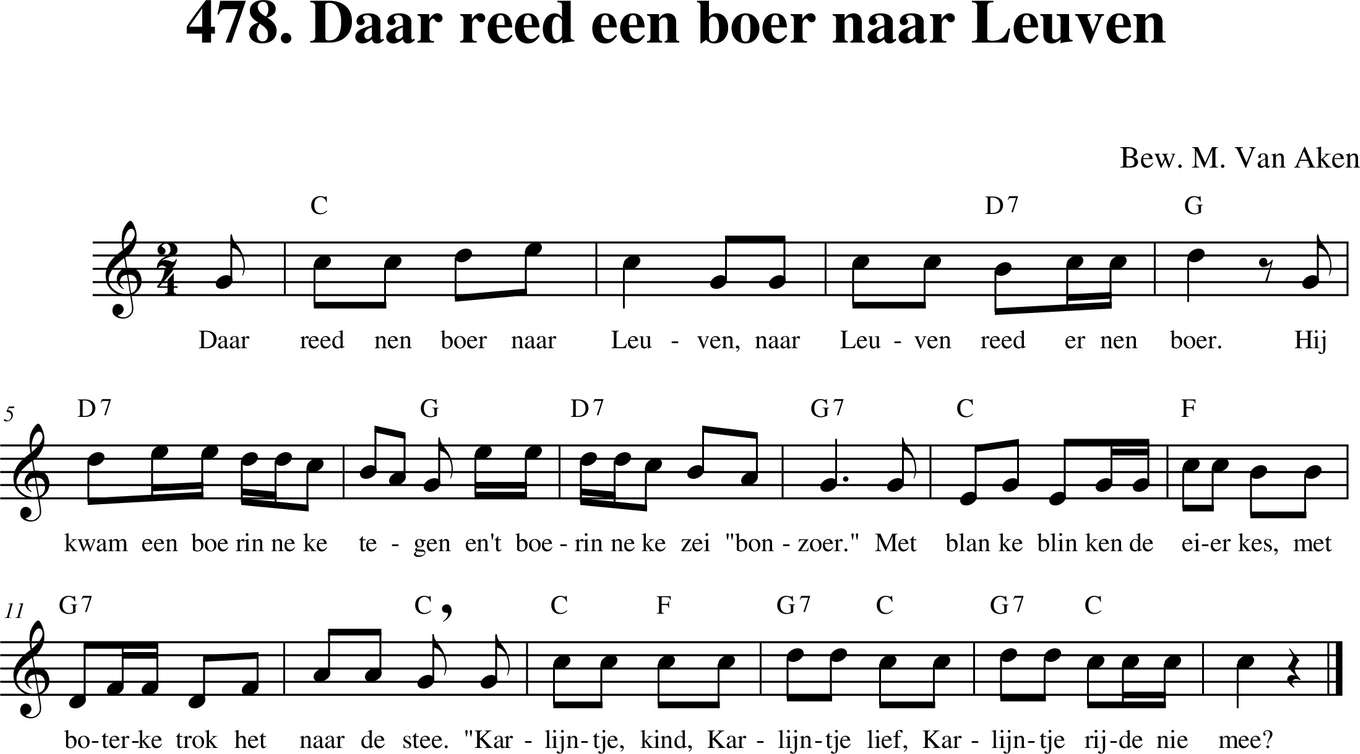 478. Daar reed een boer naar Leuven
Bew. M. Van Aken
C D7 G
2
4
Daar reed nen boer naar Leu - ven, naar Leu - ven reed er nen boer. Hij
5 D7 G D7 G7 C F
kwam een boe rin ne ke te - gen en't boe - rin ne ke zei "bon - zoer." Met blan ke blin ken de ei-er kes, met
11 G7 C , C F G7 C G7 C
bo-ter-ke trok het naar de stee. "Kar - lijn-tje, kind, Kar - lijn-tje lief, Kar - lijn-tje rij-de nie mee?